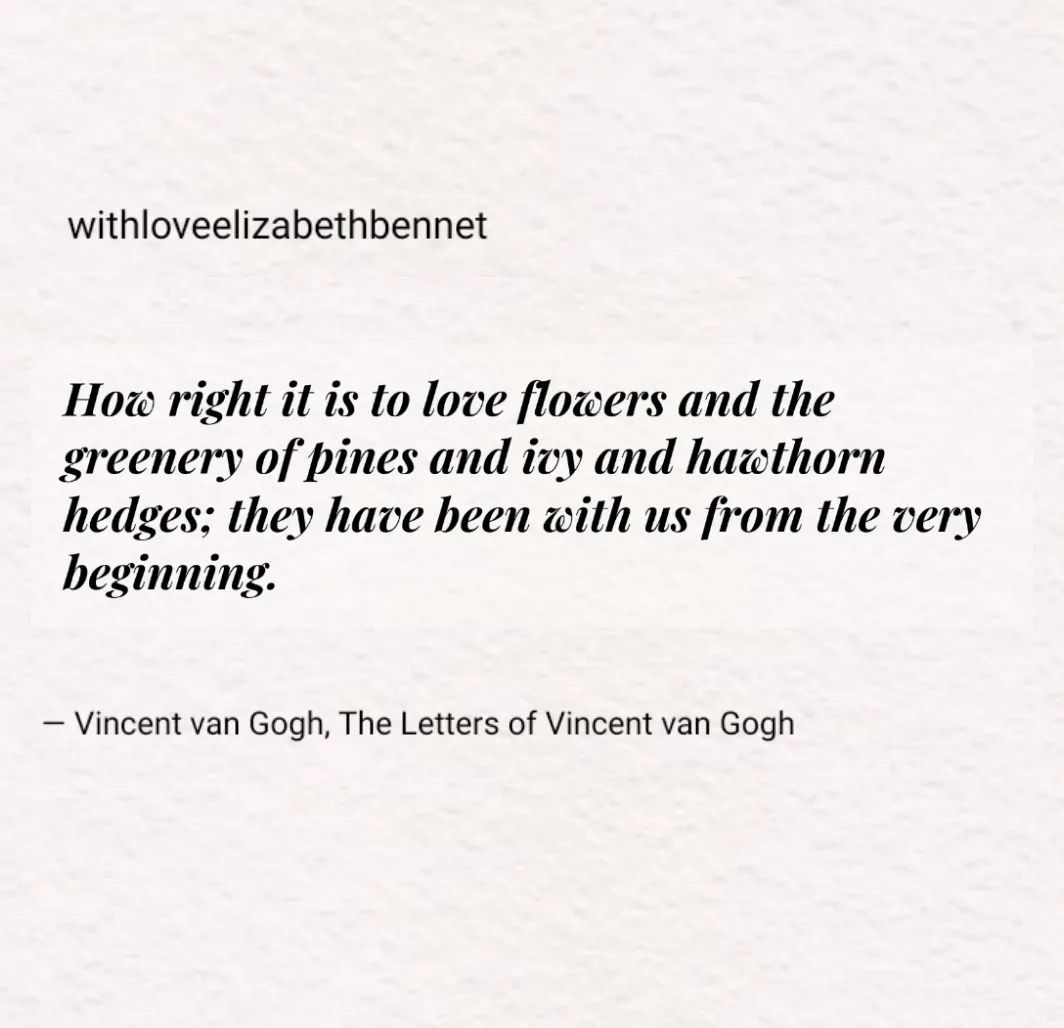 withloveelizabethbennet
How right it is to love flowers and the
greenery of pines and ivy and hawthorn
hedges; they have been with us from the very
beginning.
— Vincent van Gogh, The Letters of Vincent van Gogh